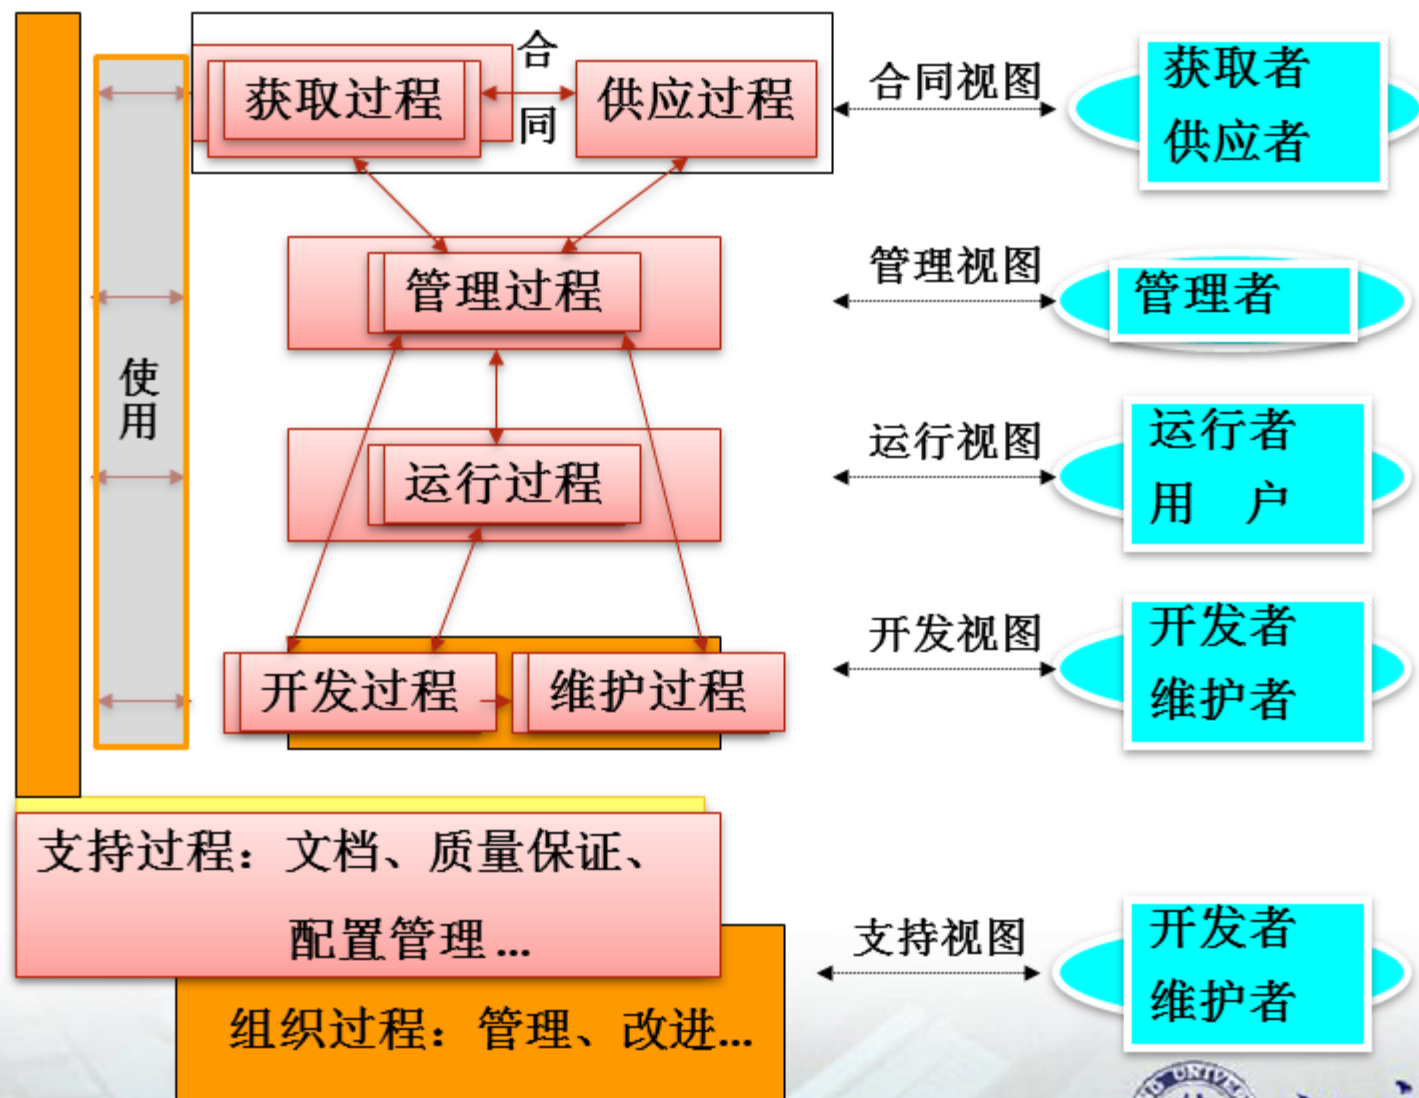 合
同
获取过程
供应过程
合同视图
获取者
供应者
管理过程
管理视图
管理者
使
用
运行过程
运行视图
运行者
用 户
开发过程
维护过程
开发视图
开发者
维护者
支持过程：文档、质量保证、
配置管理...
支持视图
开发者
维护者
组织过程：管理、改进...